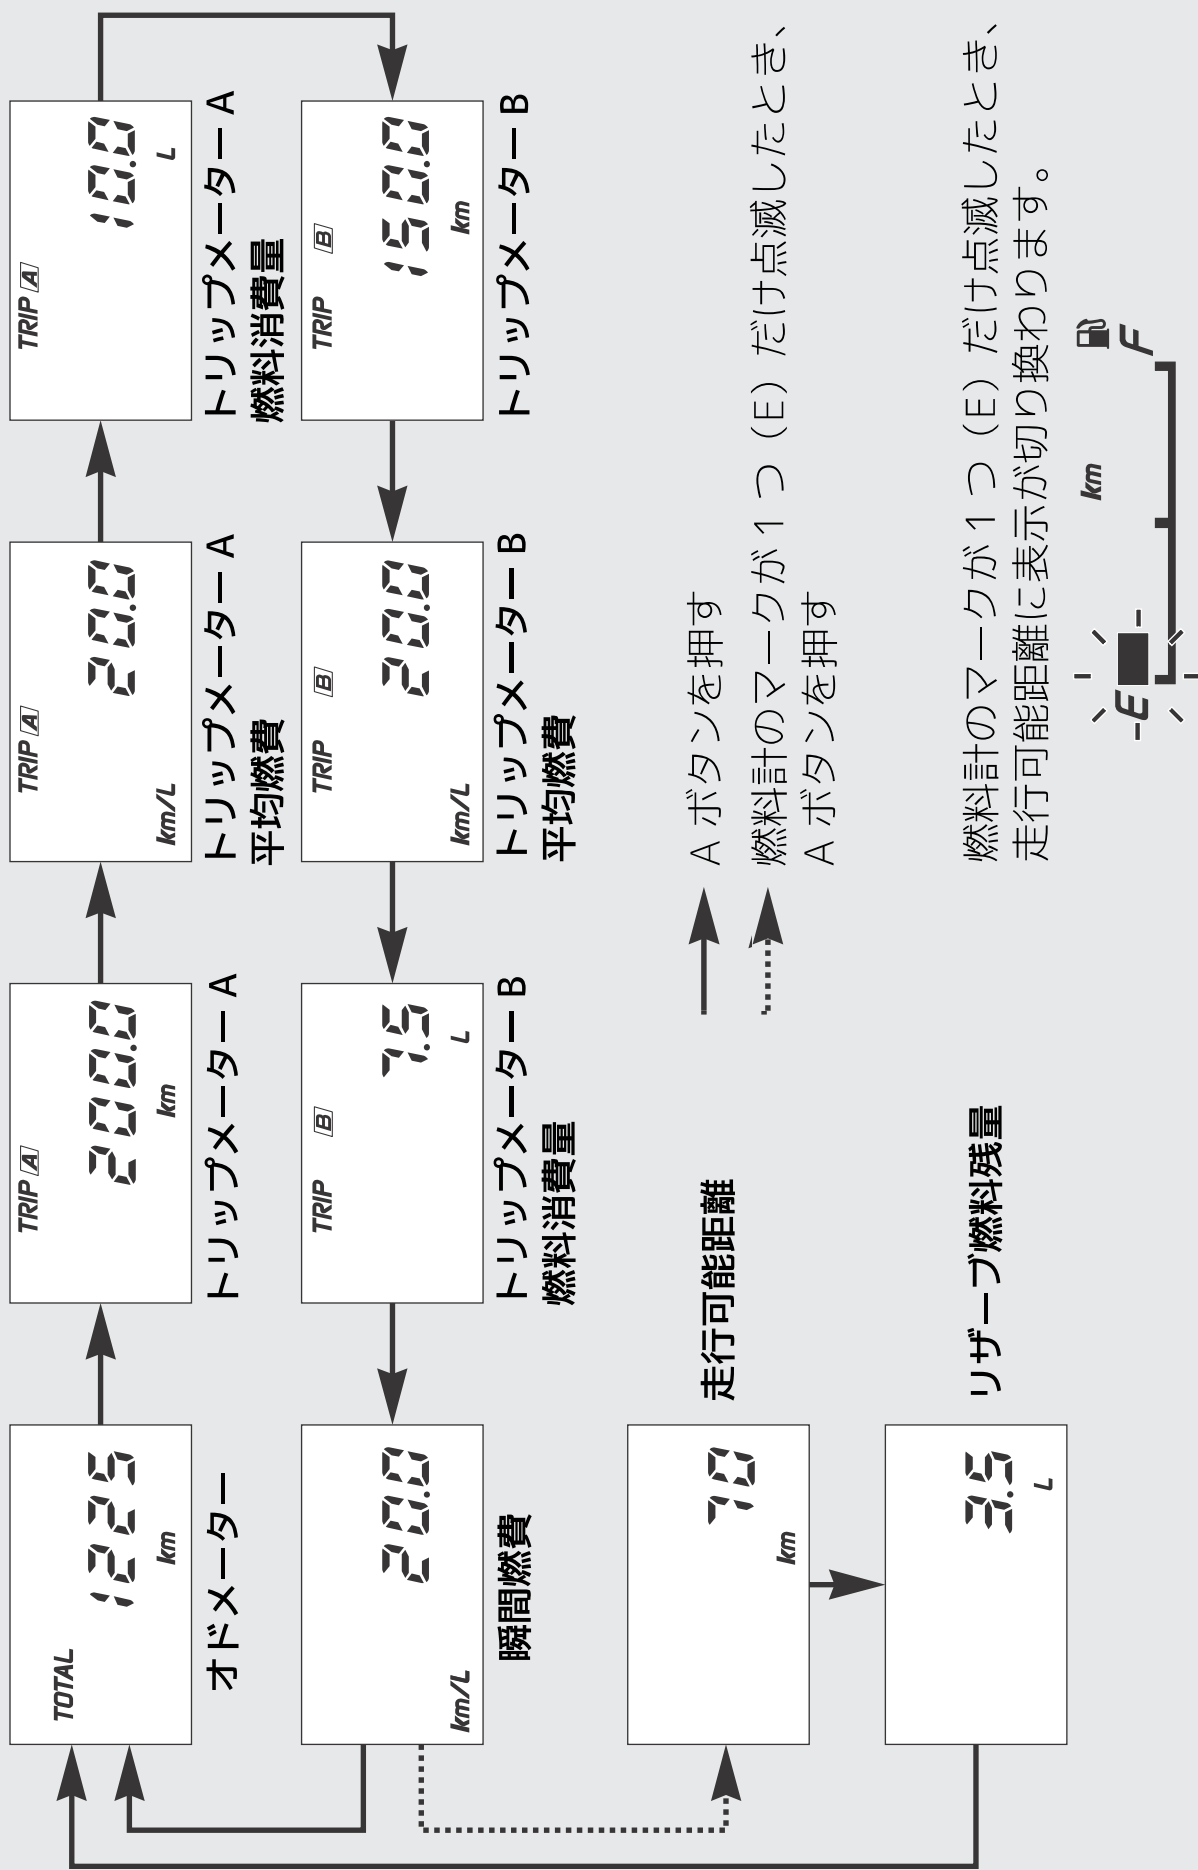 TOTAL
1225
km
オドメーター
TRIP A
200.0
km
トリップメーター A
TRIP A
20.0
km/L
トリップメーター A
平均燃費
TRIP A
10.0
L
トリップメーター A
燃料消費量
TRIP B
150.0
km
トリップメーター B
TRIP B
20.0
km/L
トリップメーター B
平均燃費
TRIP B
7.5
L
トリップメーター B
燃料消費量
20.0
km/L
瞬間燃費
70
km
走行可能距離
3.5
L
リザーブ燃料残量
A ボタンを押す
燃料計のマークが1つ（E）だけ点滅したとき、
A ボタンを押す
燃料計のマークが1つ（E）だけ点滅したとき、
走行可能距離に表示が切り換わります。
km
E
F